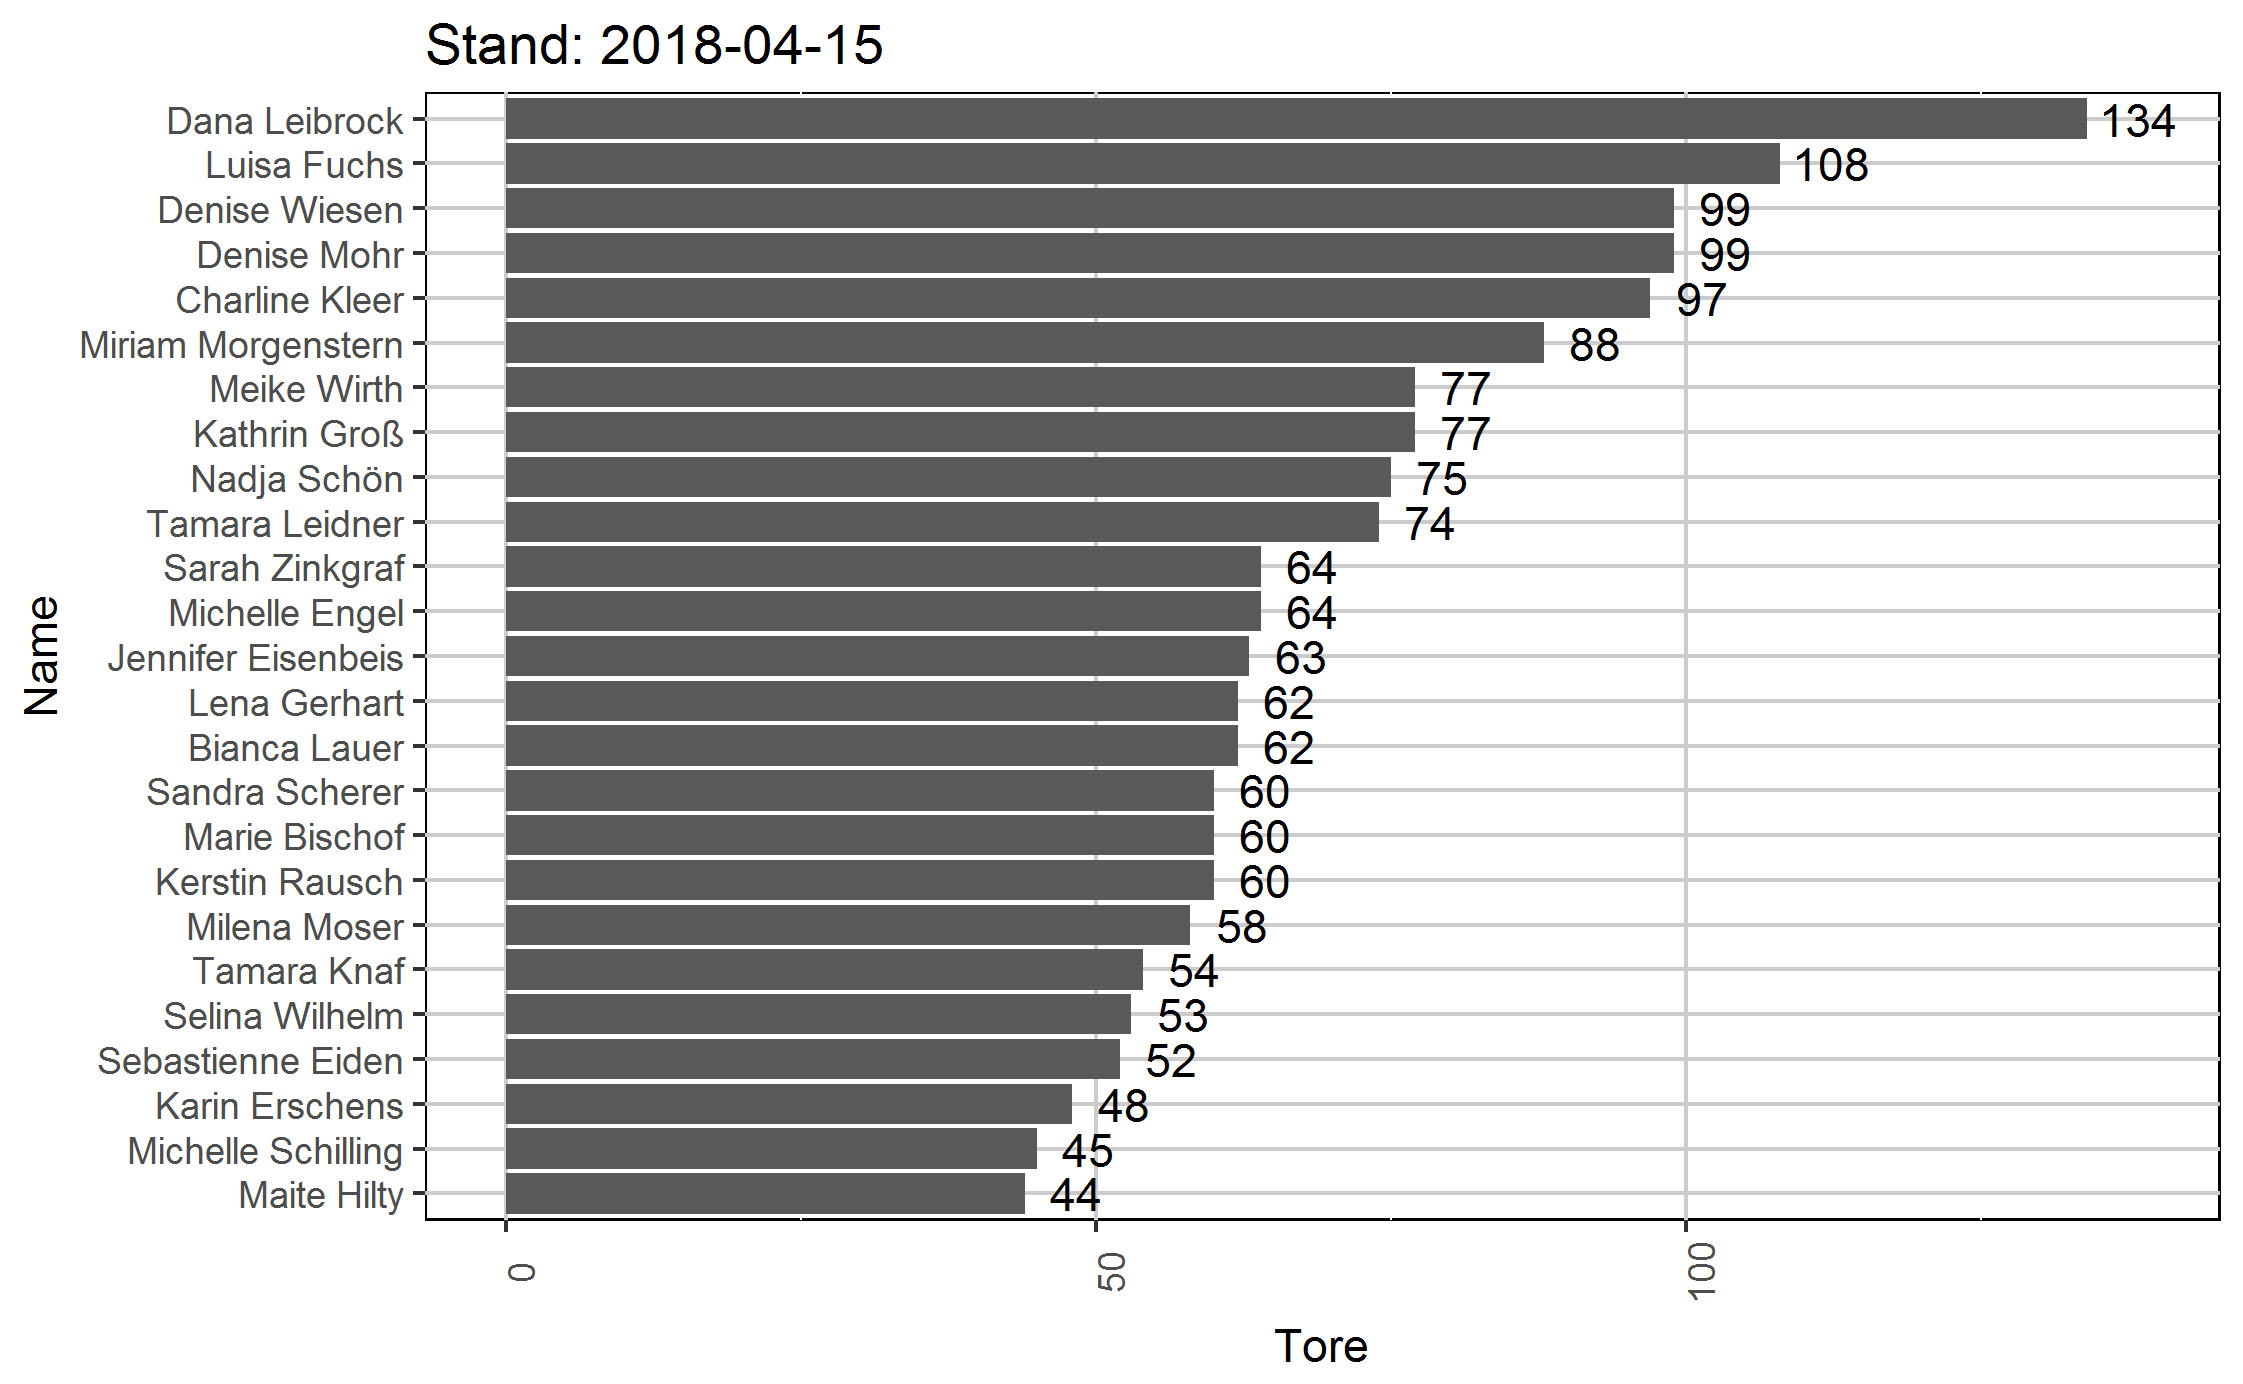 Stand: 2018-04-15
Dana Leibrock 134
Luisa Fuchs 108
Denise Wiesen 99
Denise Mohr 99
Charline Kleer 97
Miriam Morgenstern 88
Meike Wirth 77
Kathrin Groß 77
Nadja Schön 75
Tamara Leidner 74
Sarah Zinkgraf 64
Michelle Engel 64
Jennifer Eisenbeis 63
Lena Gerhart 62
Bianca Lauer 62
Sandra Scherer 60
Marie Bischof 60
Kerstin Rausch 60
Milena Moser 58
Tamara Knaf 54
Selina Wilhelm 53
Sebastienne Eiden 52
Karin Erschens 48
Michelle Schilling 45
Maite Hilty 44
Name
0 50 100
Tore